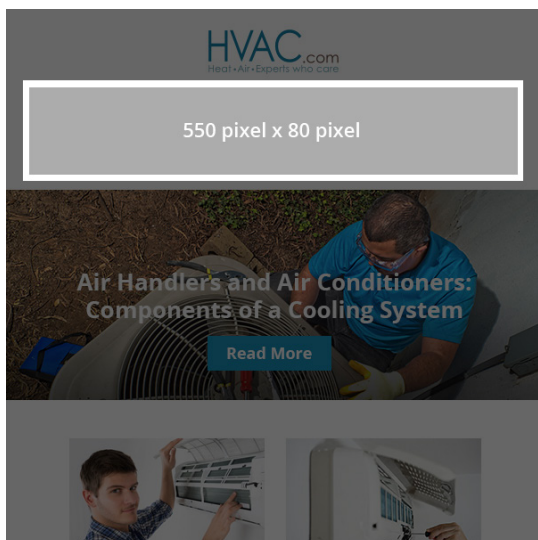 HVAC.com
Heat•Air•Experts who care
550 pixel x 80 pixel
Air Handlers and Air Conditioners:
Components of a Cooling System
Read More